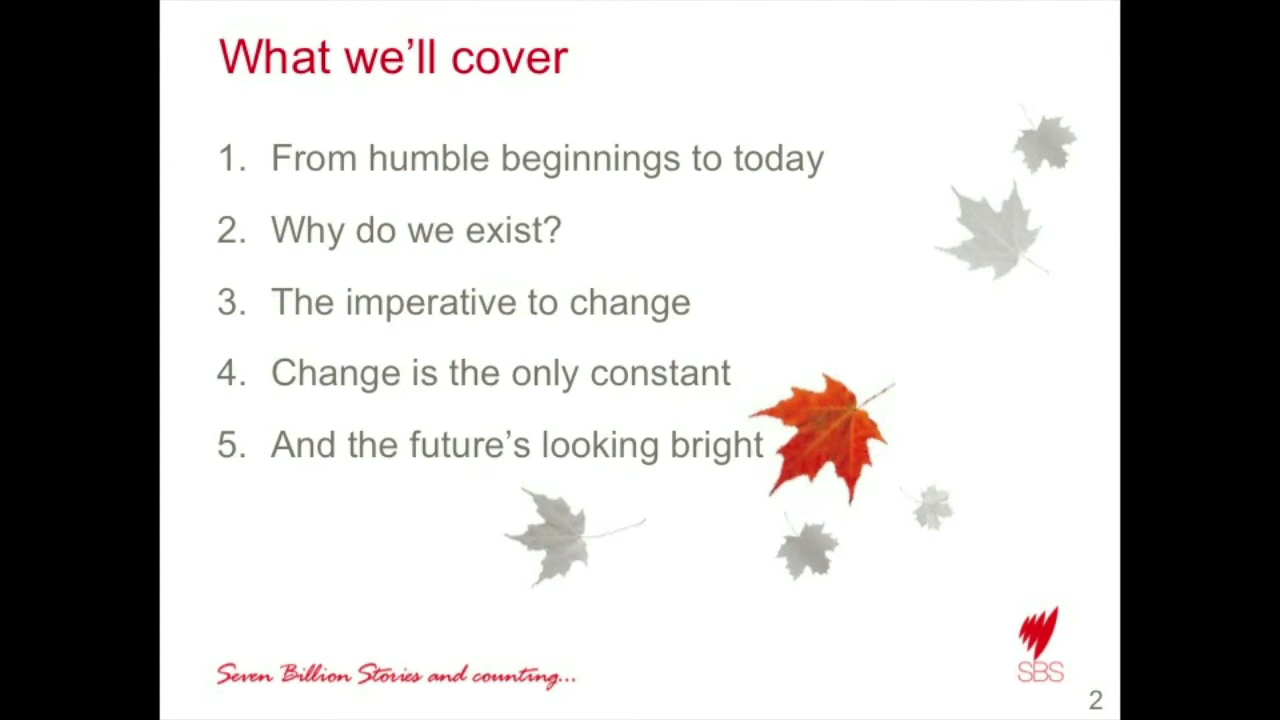 What we'll cover
1. From humble beginnings to today
2. Why do we exist?
3. The imperative to change
4. Change is the only constant
5. And the future's looking bright
Seven Billion Stories and counting...
SBS
2